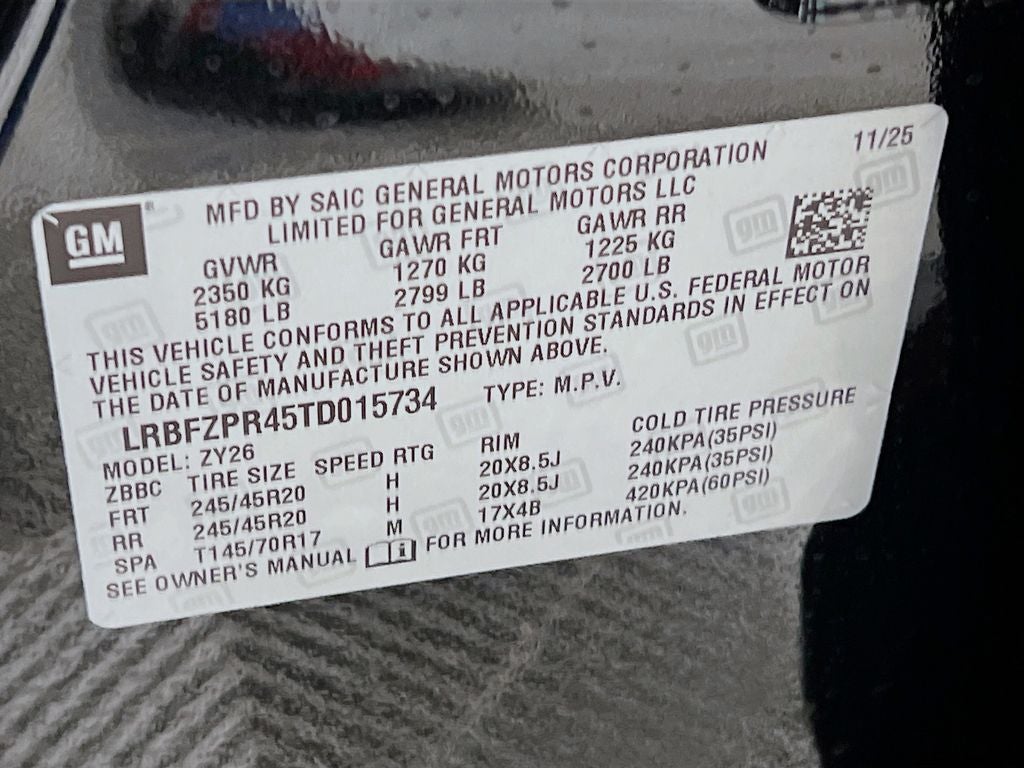 11/25
GM
MFD BY SAIC GENERAL MOTORS CORPORATION
LIMITED FOR GENERAL MOTORS LLC
GVWR GAWR FRT GAWR RR
2350 KG 1270 KG 1225 KG
5180 LB 2799 LB 2700 LB
THIS VEHICLE CONFORMS TO ALL APPLICABLE U.S. FEDERAL MOTOR
VEHICLE SAFETY AND THEFT PREVENTION STANDARDS IN EFFECT ON
THE DATE OF MANUFACTURE SHOWN ABOVE.
LRBFZPR45TD015734 TYPE: M.P.V.
MODEL: ZY26
ZBBC TIRE SIZE SPEED RTG RIM COLD TIRE PRESSURE
FRT 245/45R20 H 20X8.5J 240KPA(35PSI)
RR 245/45R20 H 20X8.5J 240KPA(35PSI)
SPA T145/70R17 M 17X4B 420KPA(60PSI)
SEE OWNER'S MANUAL FOR MORE INFORMATION.